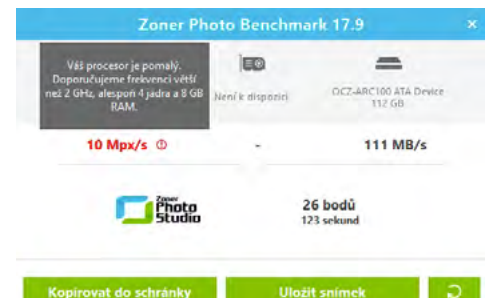 Zoner Photo Benchmark 17.9
Váš procesor je pomalý.
Doporučujeme frekvenci větší
než 2 GHz, alespoň 4 jádra a 8 GB
RAM.
Není k dispozici
OCZ-ARC100 ATA Device
112 GB
10 Mpx/s
-
111 MB/s
Zoner
Photo
Studio
26 bodů
123 sekund
Kopírovat do schránky
Uložit snímek